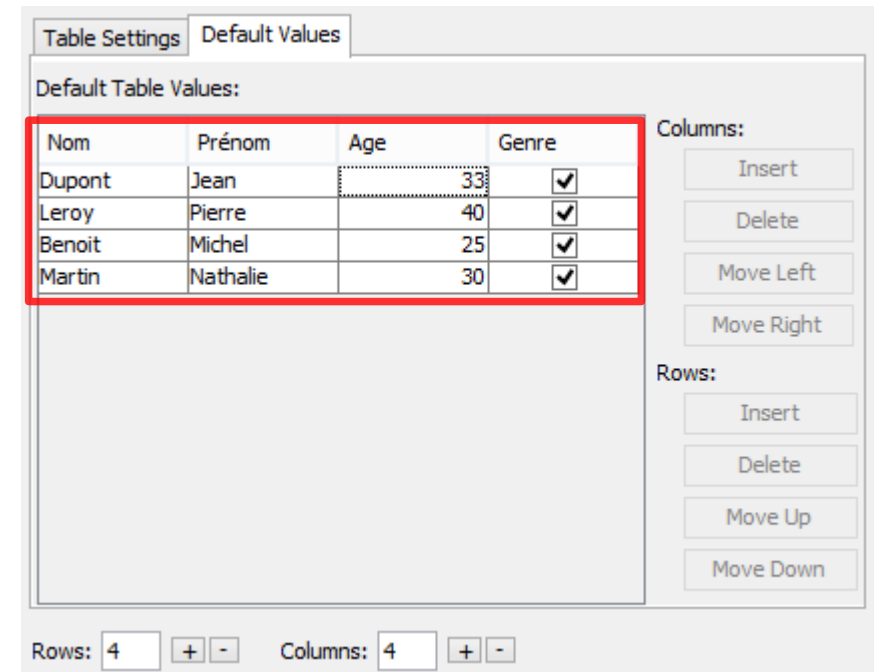 Table Settings Default Values
Default Table Values:
Nom Prénom Age Genre
Dupont Jean 33
Leroy Pierre 40
Benoit Michel 25
Martin Nathalie 30
Columns:
Insert
Delete
Move Left
Move Right
Rows:
Insert
Delete
Move Up
Move Down
Rows: 4 + - Columns: 4 + -